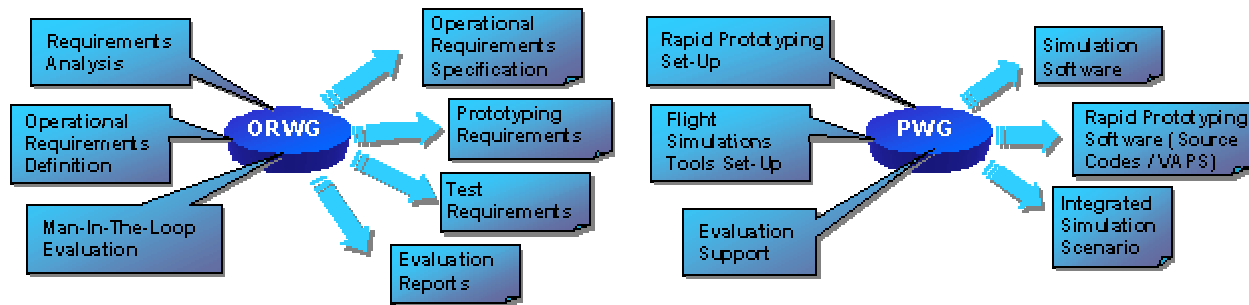 Requirements
Analysis
Operational
Requirements
Definition
Man-In-The-Loop
Evaluation
ORWG
Operational
Requirements
Specification
Prototyping
Requirements
Test
Requirements
Evaluation
Reports
Rapid Prototyping
Set-Up
Flight
Simulations
Tools Set-Up
Evaluation
Support
PWG
Simulation
Software
Rapid Prototyping
Software (Source
Codes / VAPS)
Integrated
Simulation
Scenario